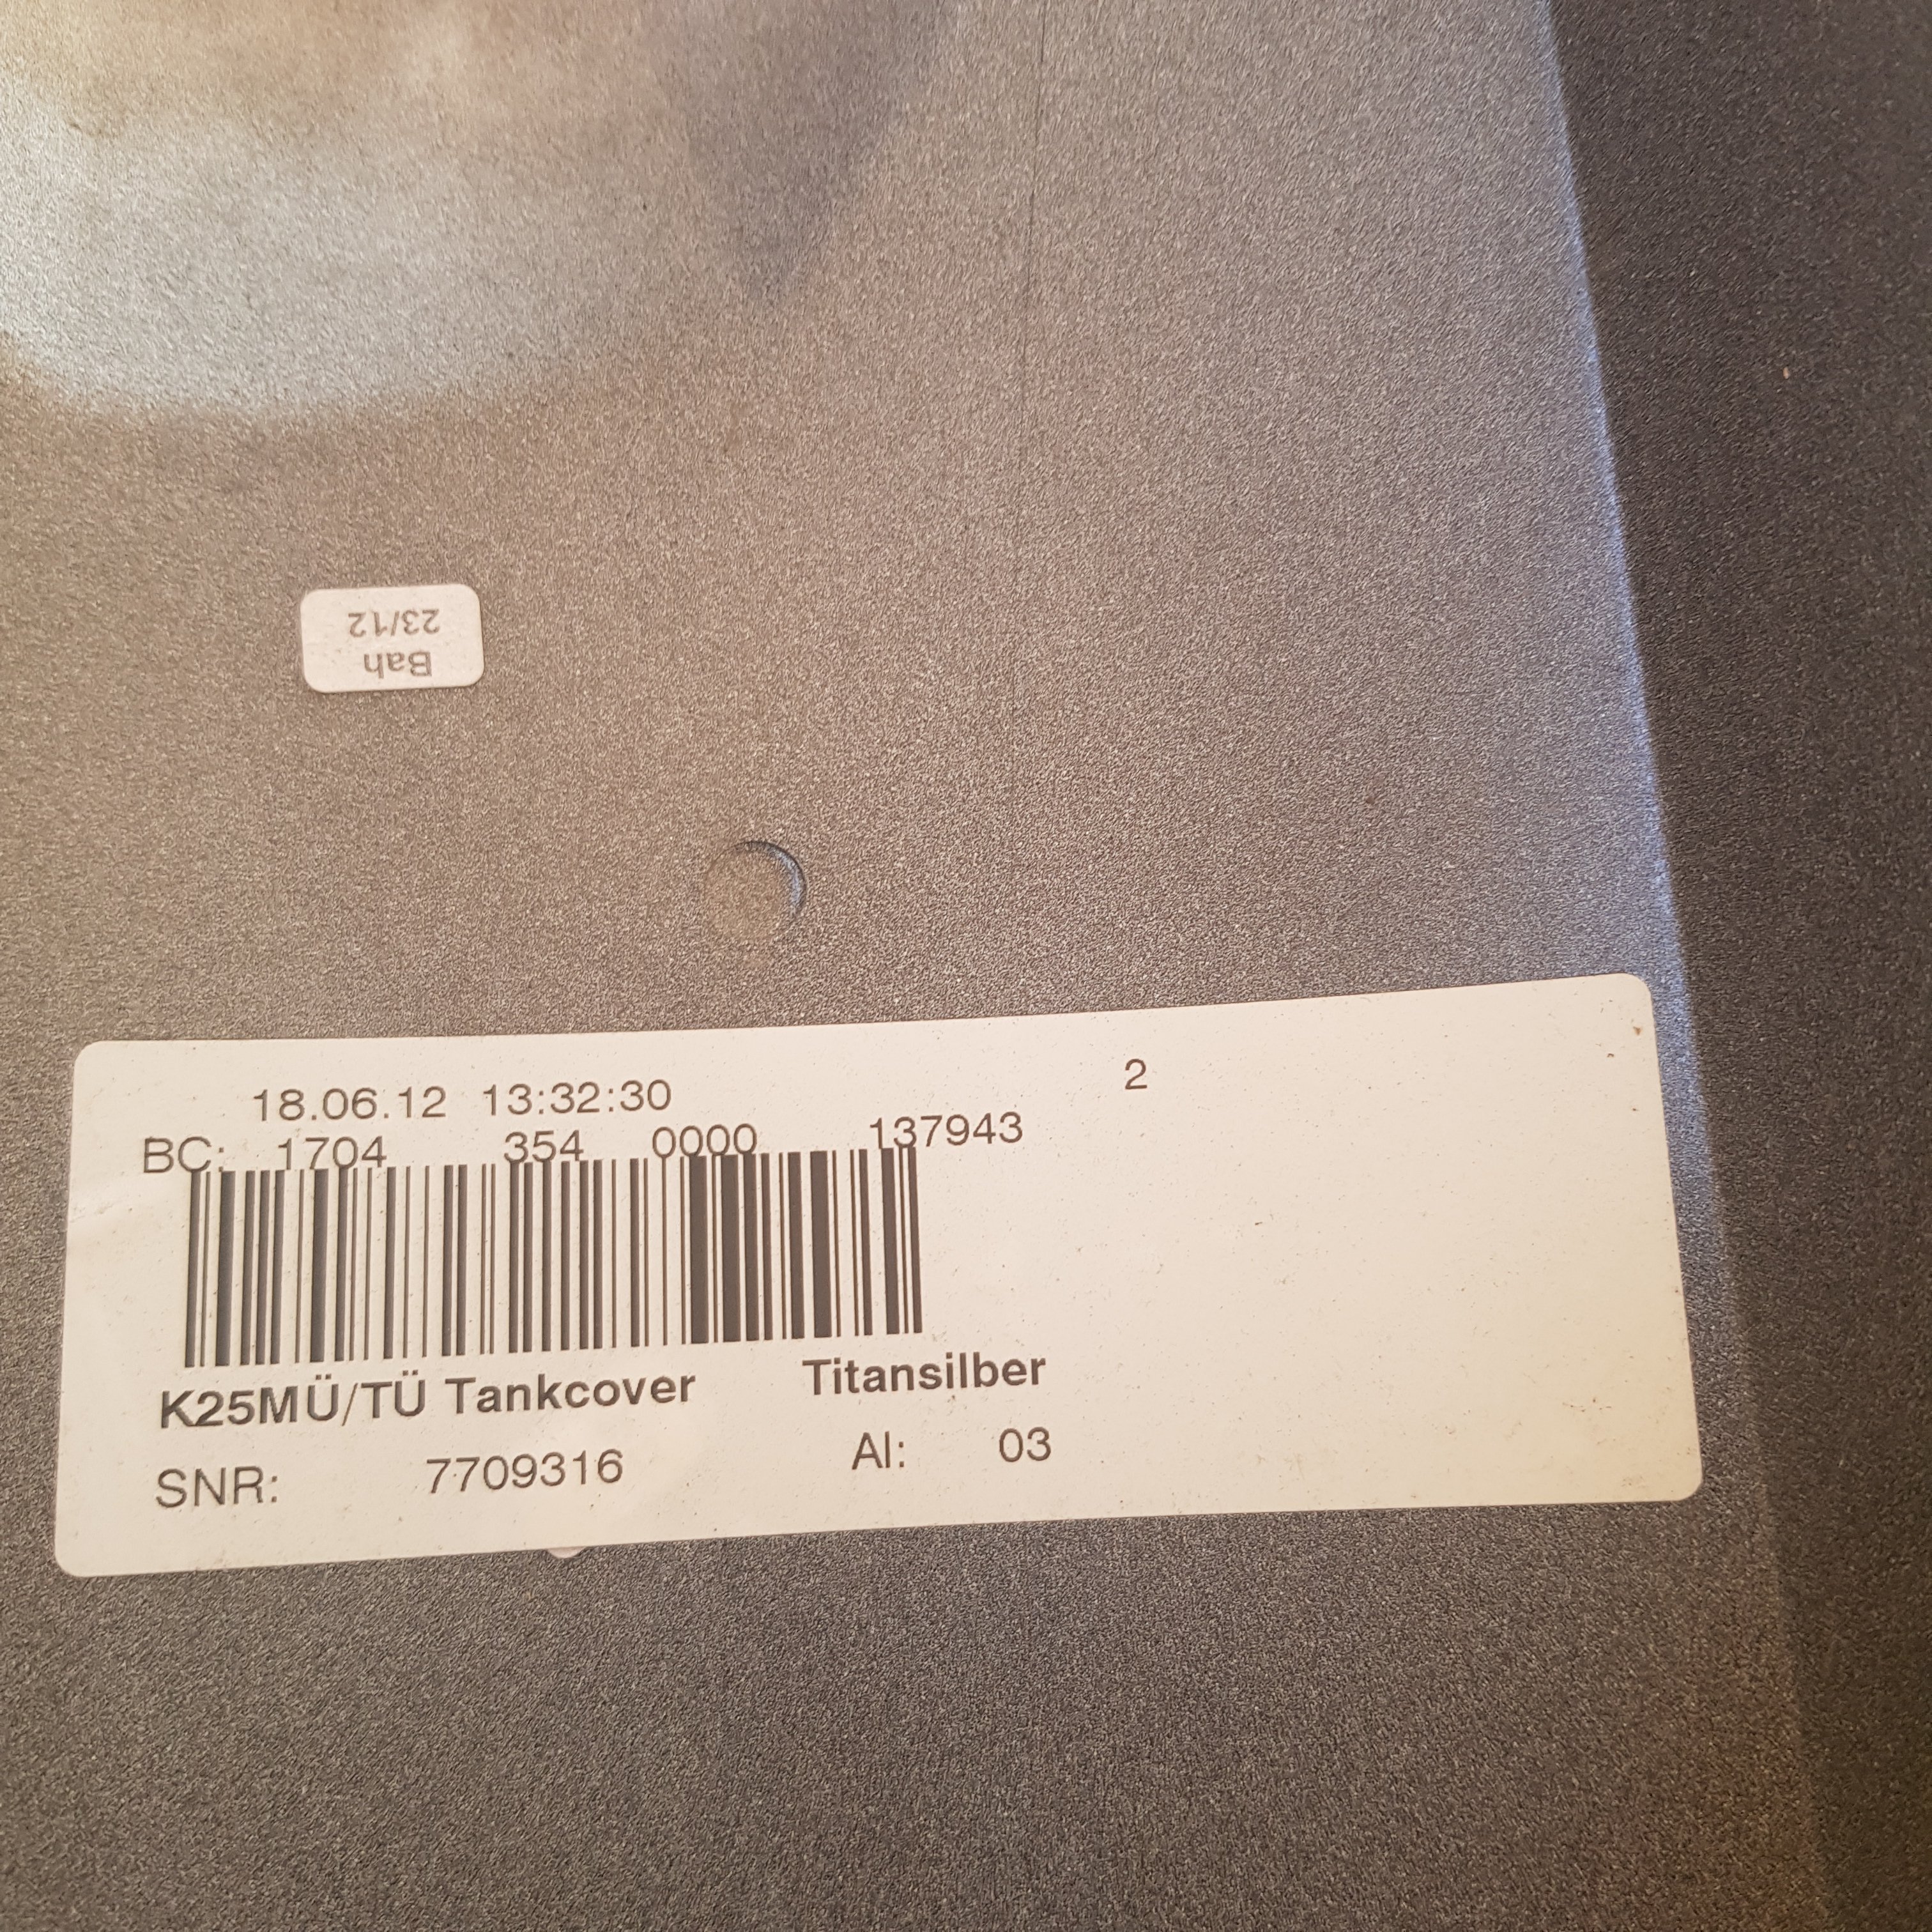 Bah
23/12
18.06.12 13:32:30 2
BC: 1704 354 0000 137943
K25MÜ/TÜ Tankcover Titansilber
SNR: 7709316 AI: 03